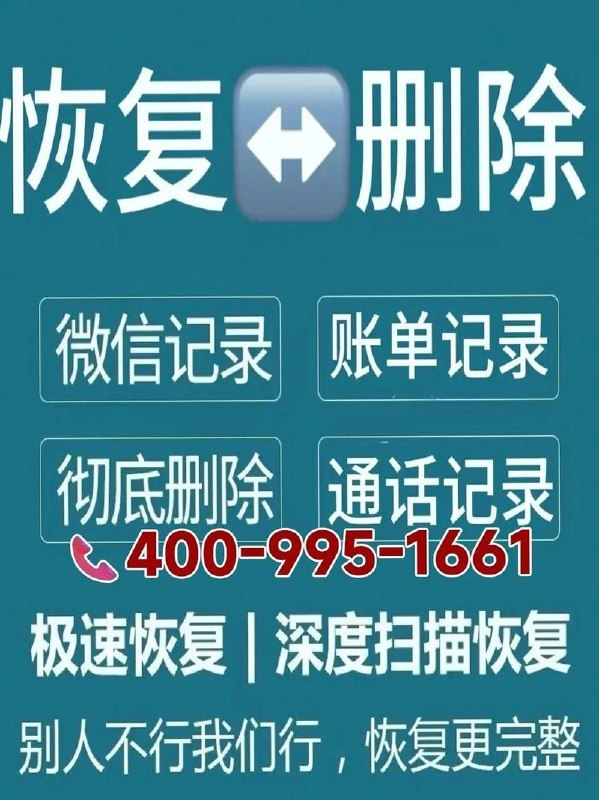 恢复↔删除
微信记录 账单记录
彻底删除 通话记录
400-995-1661
极速恢复|深度扫描恢复
别人不行我们行，恢复更完整